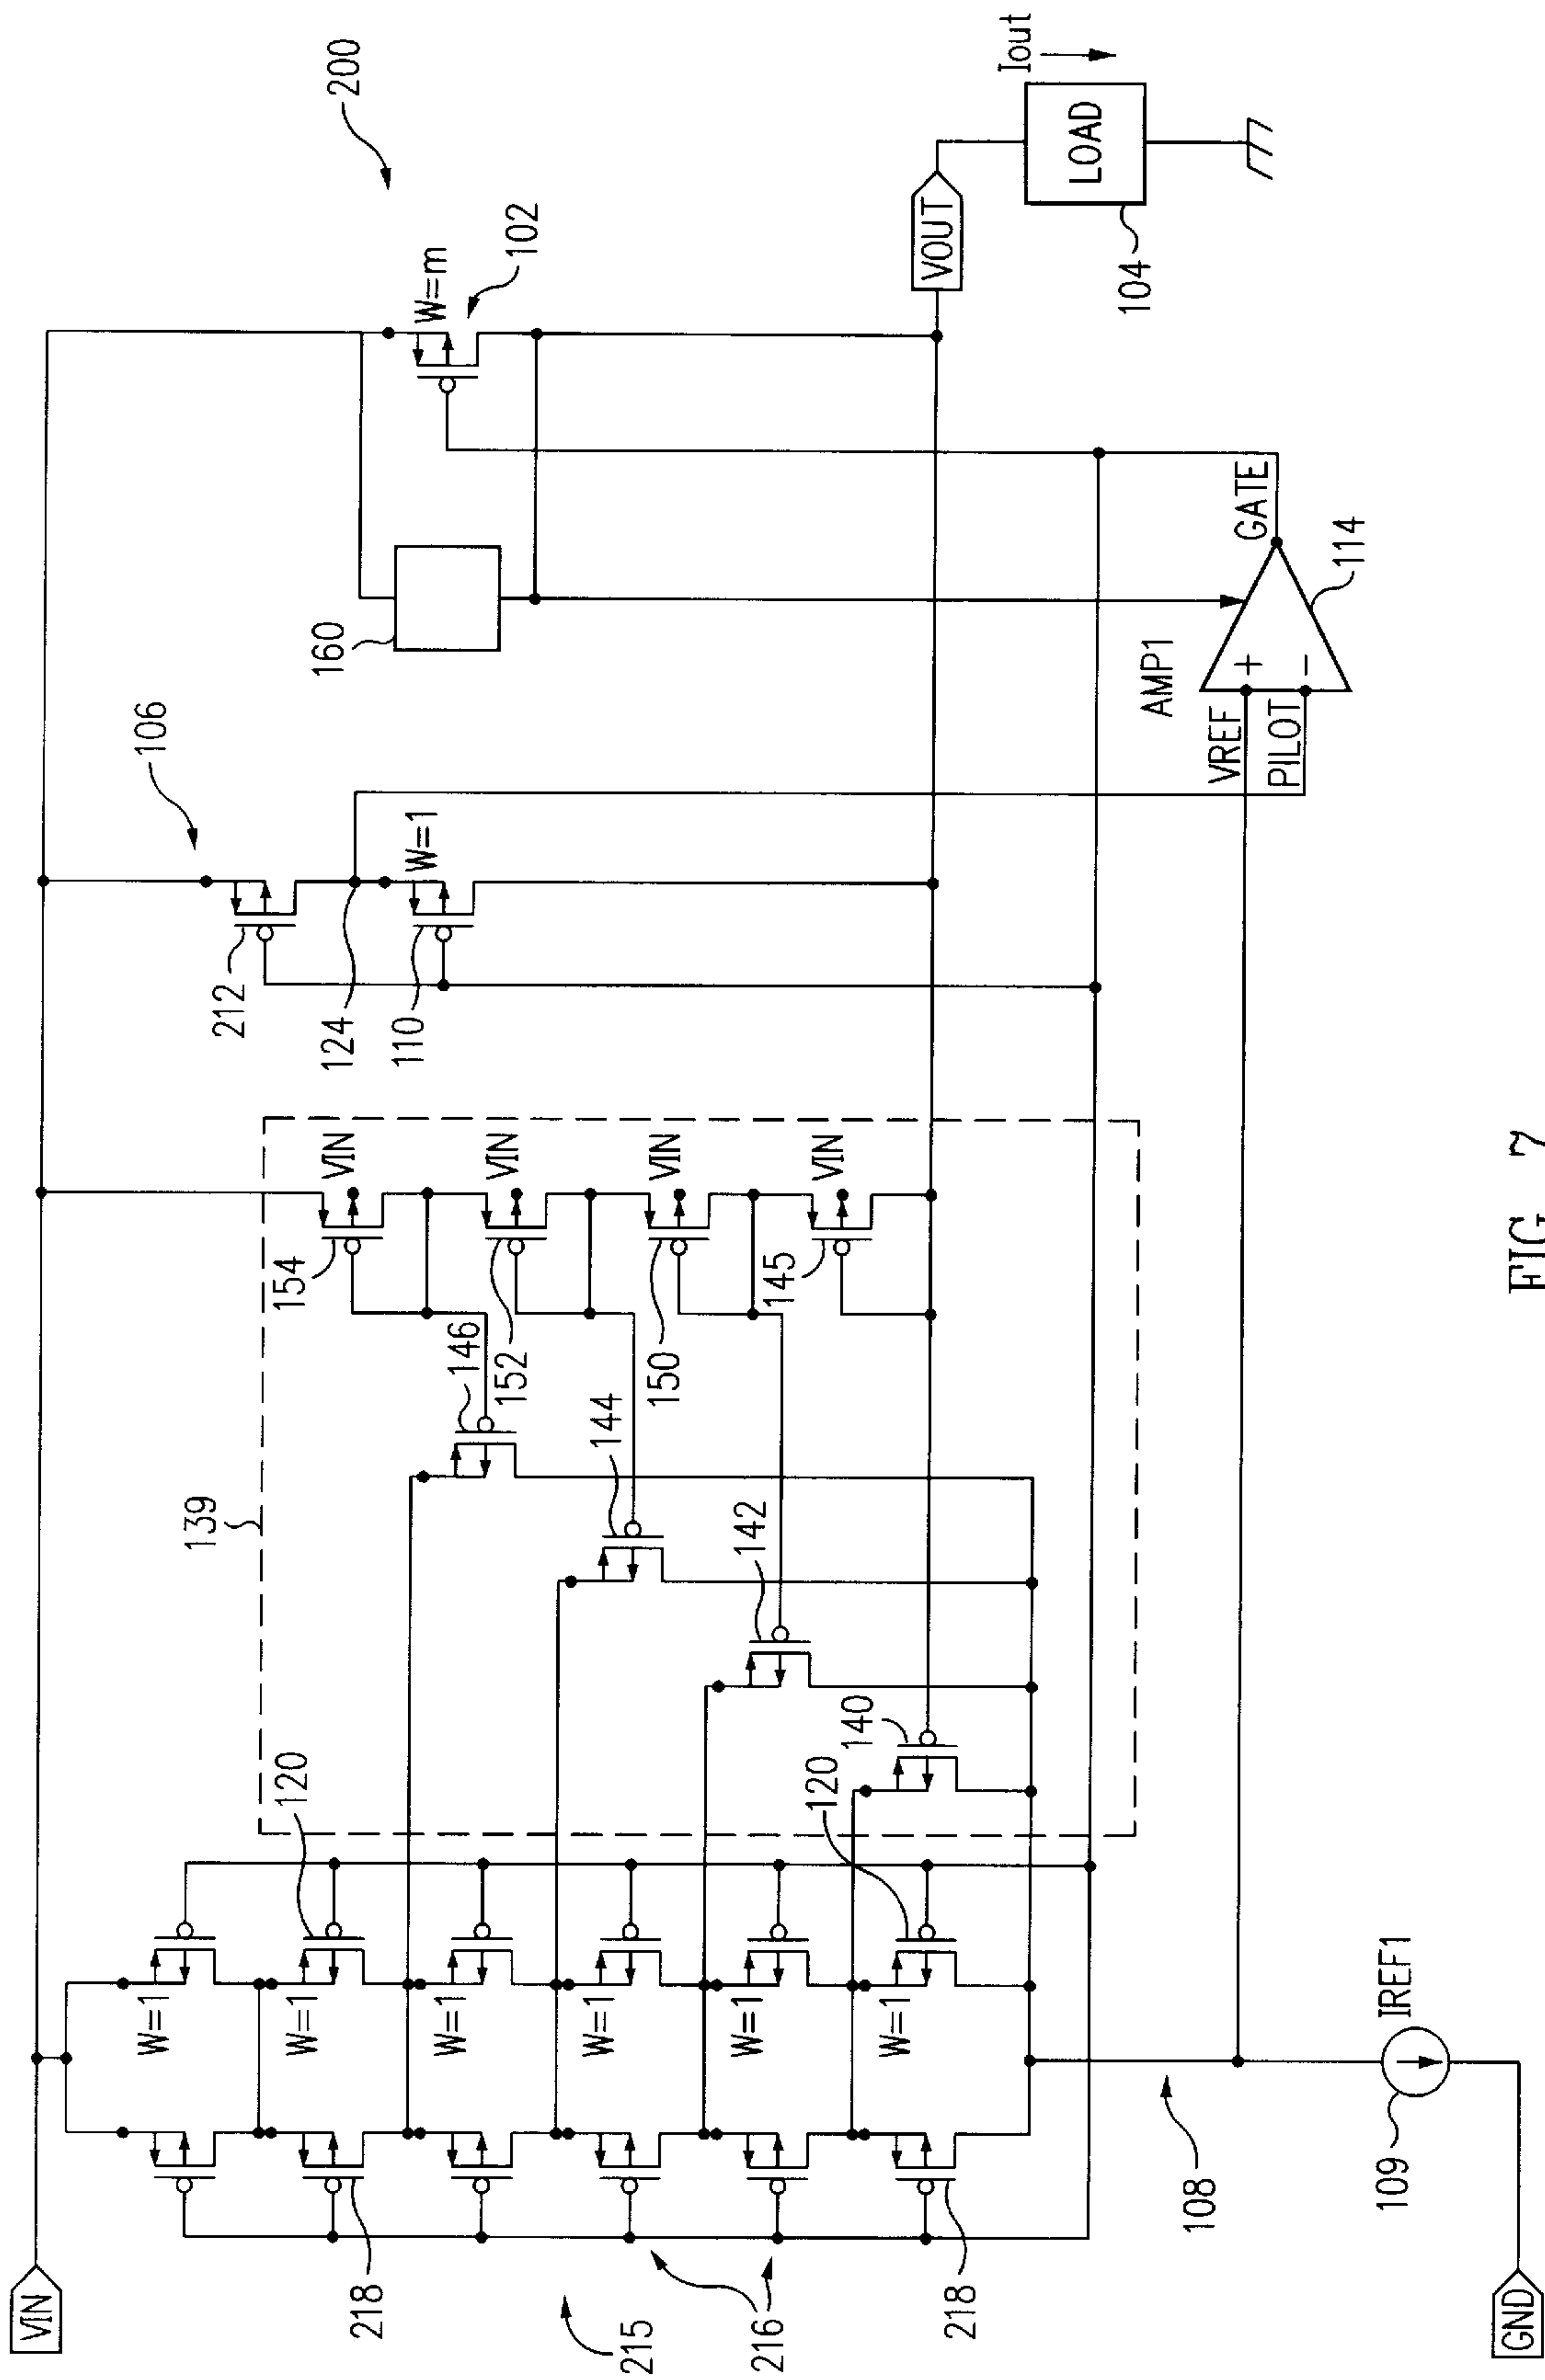 VIN
200
106
W=m
102
160
212
124
W=1
110
139
154
VIN
152
VIN
150
VIN
145
VIN
146
144
142
140
120
120
W=1
W=1
W=1
W=1
W=1
W=1
218
215
216
218
VOUT
Iout
LOAD
104
AMP1
VREF
PILOT
+
−
GATE
114
108
IREF1
109
GND
FIG. 7